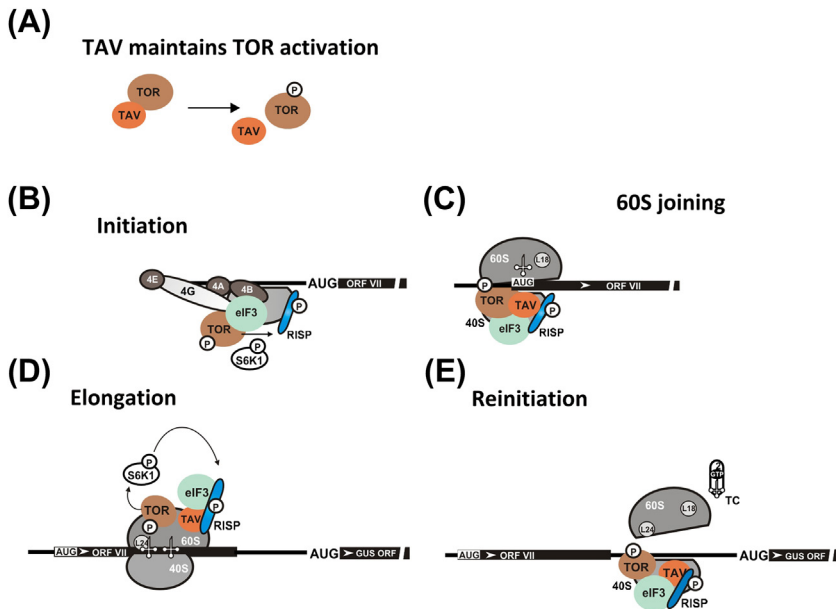 (A)
TAV maintains TOR activation
TOR
TAV
P
TOR
TAV
(B)
Initiation
4E
4G
4A
4B
AUG ORF VII
eIF3
P
TOR
RISP
P
P
S6K1
(C)
60S joining
60S
L18
P
AUG
ORF VII
TOR
TAV
P
40S
eIF3
RISP
(D)
Elongation
P
S6K1
eIF3
P
TOR
TAV
RISP
P
L24
60S
AUG ORF VII
AUG GUS ORF
40S
(E)
Reinitiation
2
GTP
TC
60S
L18
L24
P
AUG ORF VII
AUG GUS ORF
TOR
TAV
P
40S
eIF3
RISP